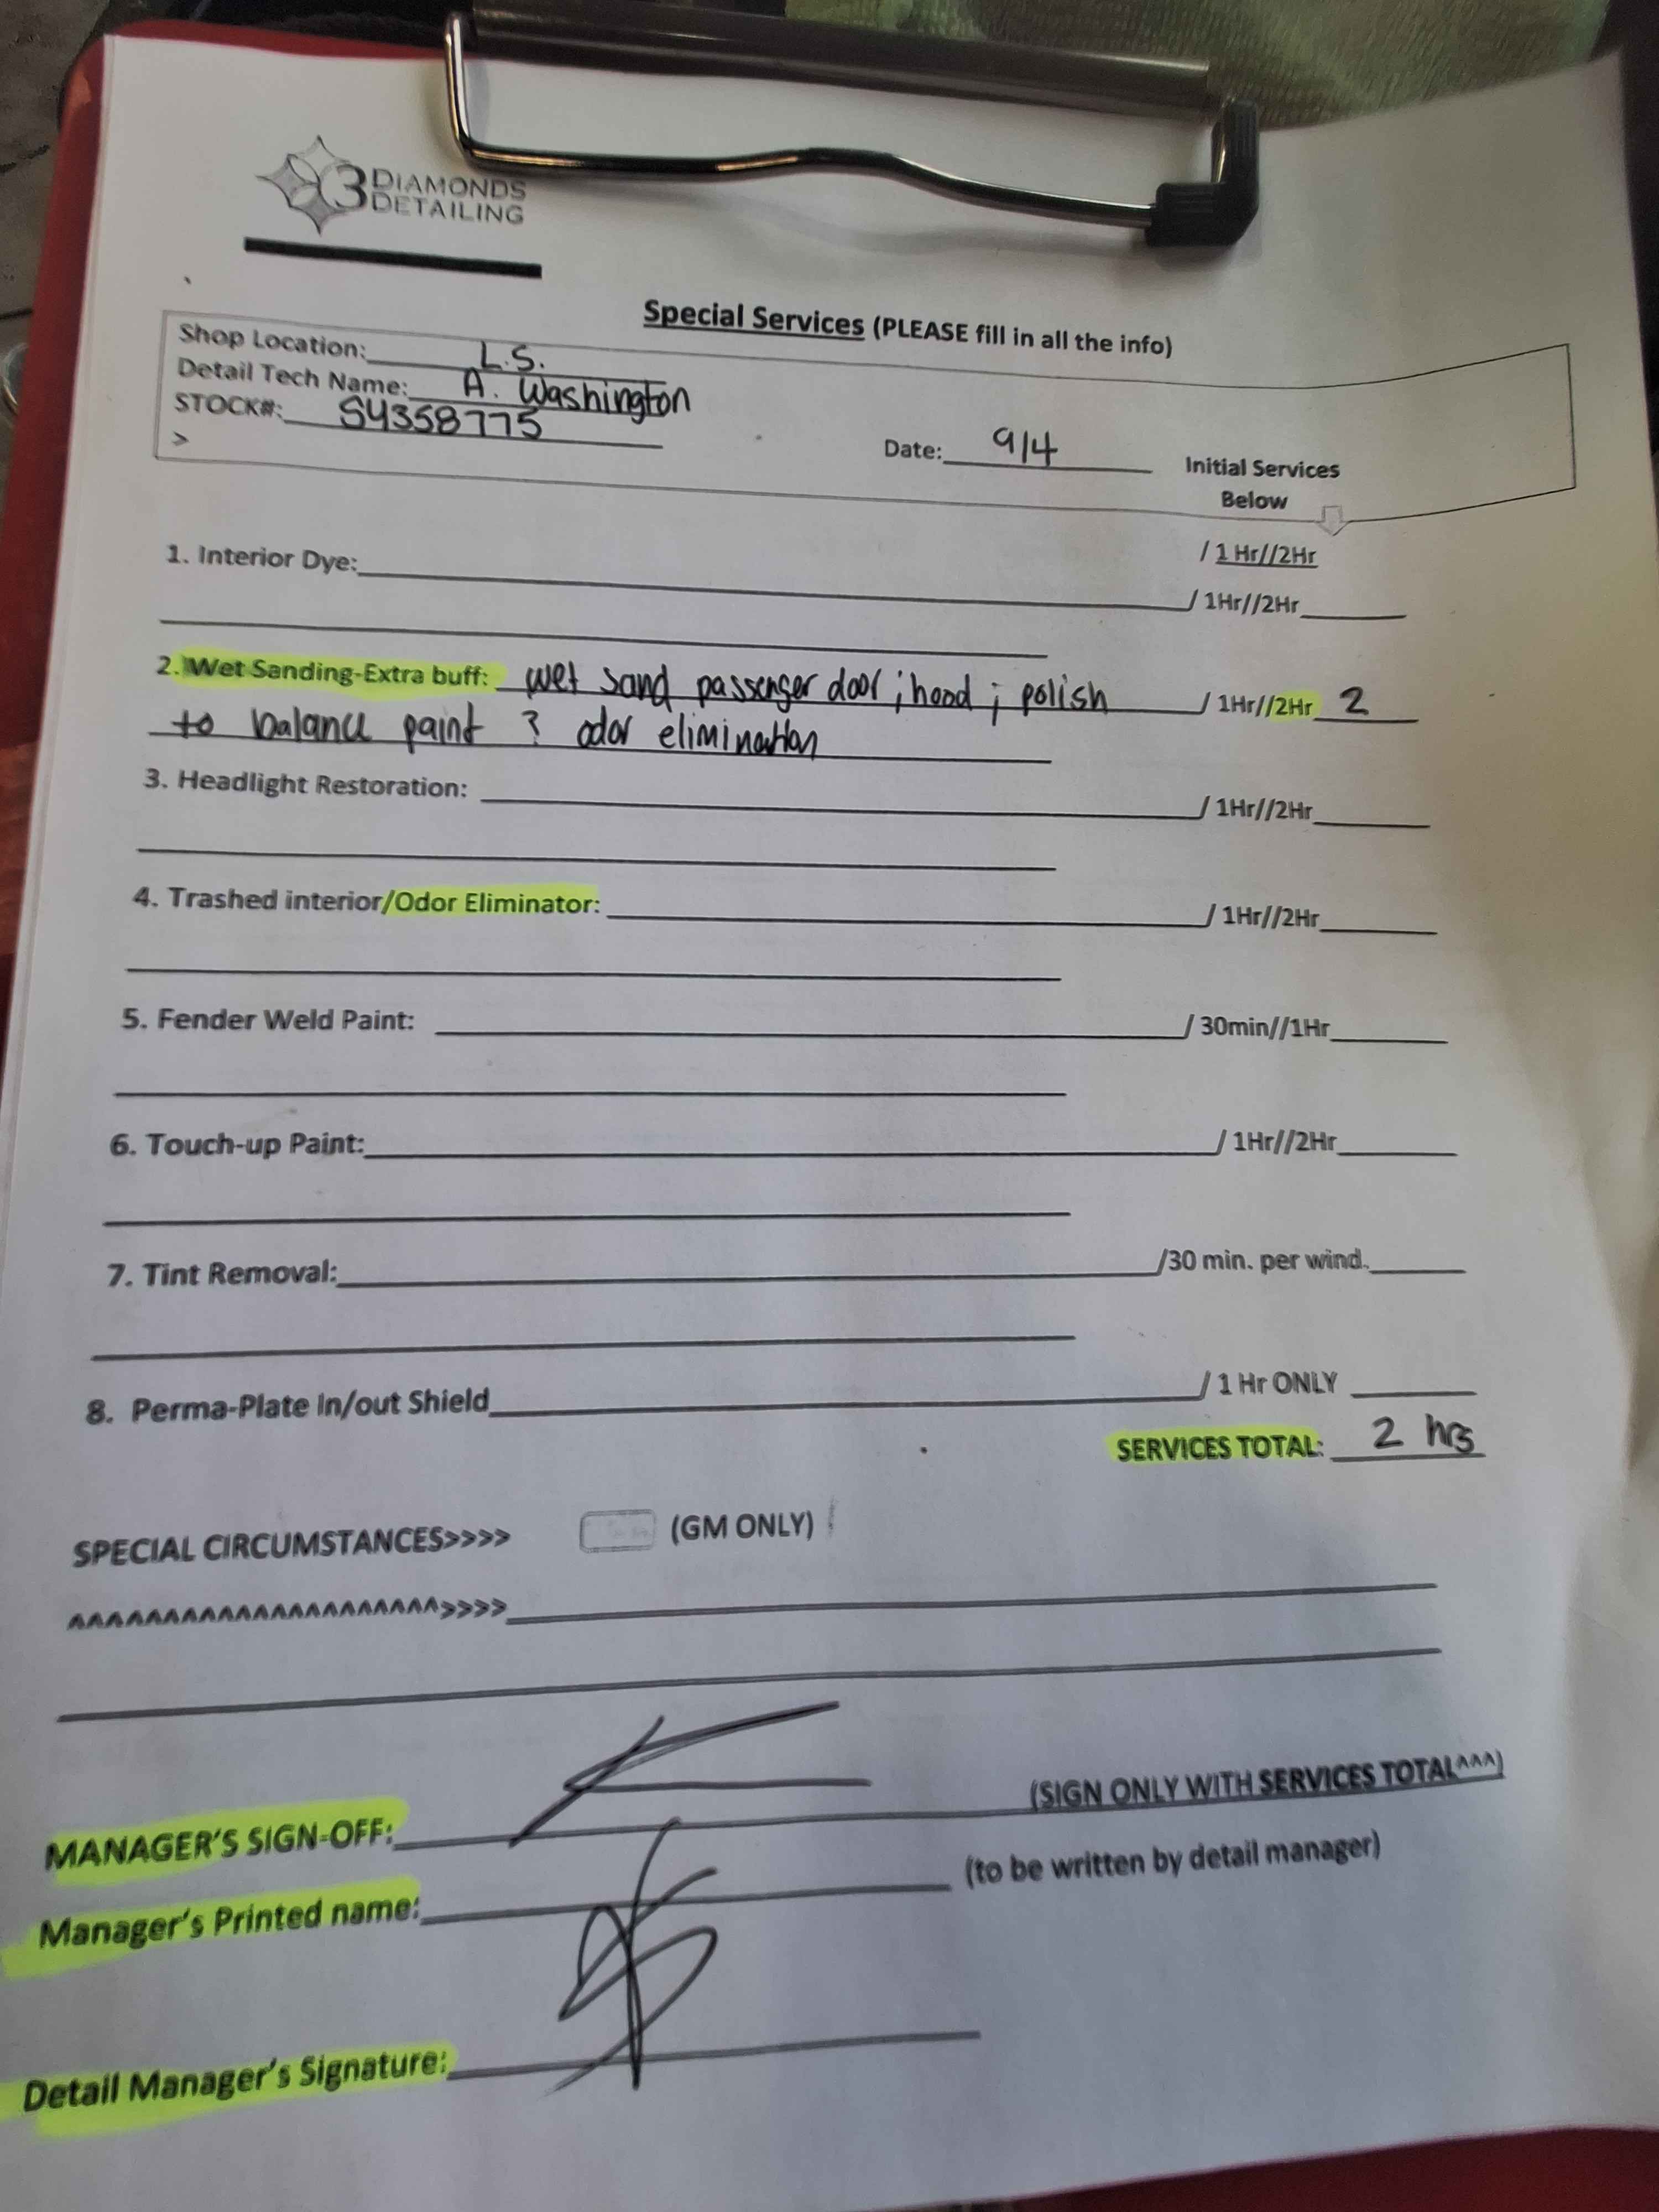 3 DIAMONDS
DETAILING
Special Services (PLEASE fill in all the info)
Shop Location: L.S.
Detail Tech Name: A. Washington
STOCK#: S4358775
>
Date: 9/4
Initial Services
Below
/ 1 Hr//2Hr
1. Interior Dye: / 1Hr//2Hr
2. Wet Sanding-Extra buff: wet sand passenger door ; hood ; polish / 1Hr//2Hr 2
to balance paint & odor elimination
3. Headlight Restoration: / 1Hr//2Hr
4. Trashed interior/Odor Eliminator: / 1Hr//2Hr
5. Fender Weld Paint: / 30min//1Hr
6. Touch-up Paint: / 1Hr//2Hr
7. Tint Removal: /30 min. per wind.
8. Perma-Plate In/out Shield / 1 Hr ONLY
SERVICES TOTAL: 2 hrs
SPECIAL CIRCUMSTANCES>>>> (GM ONLY)
^^^^^^^^^^^^^^^^^^^^^>>>>
(SIGN ONLY WITH SERVICES TOTAL^^^)
MANAGER'S SIGN-OFF:
Manager's Printed name: (to be written by detail manager)
Detail Manager's Signature: